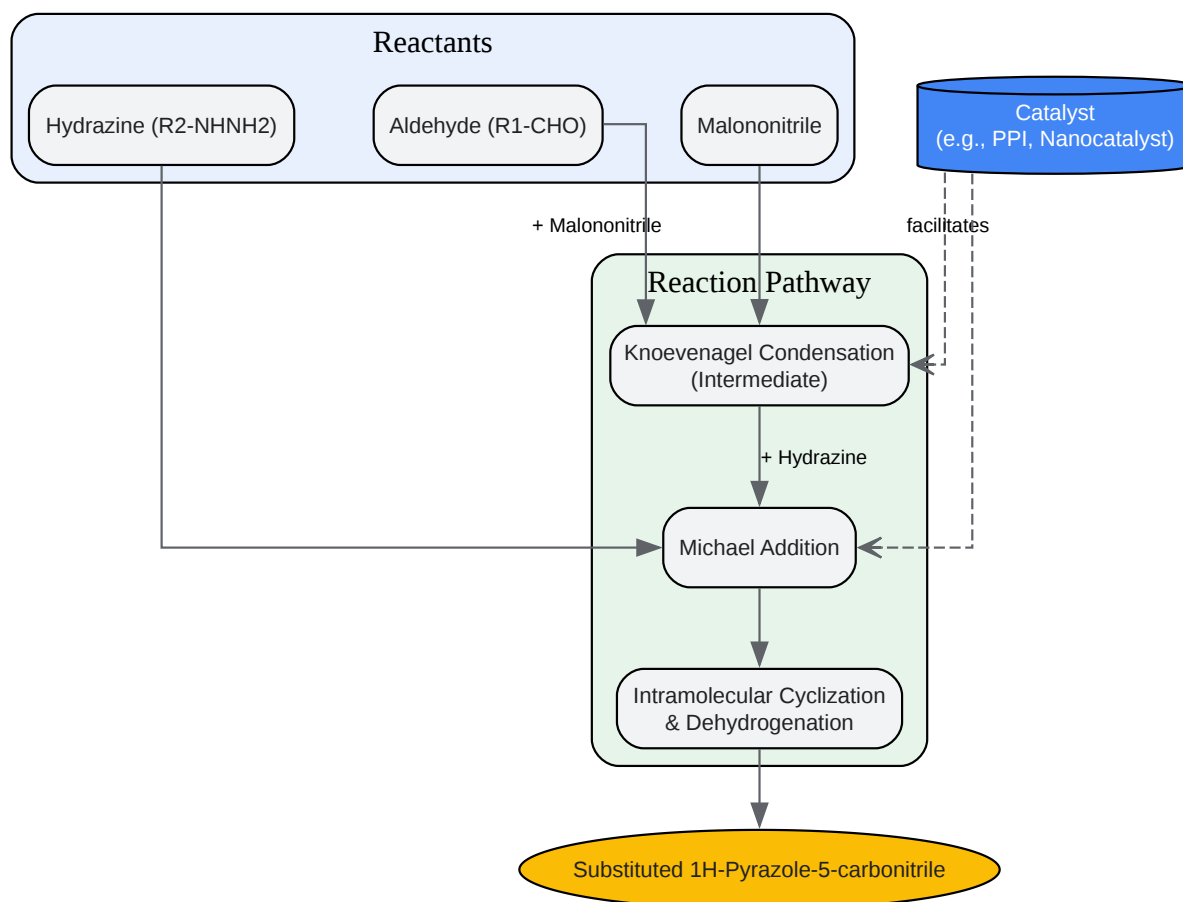 Reactants
Hydrazine (R2-NHNH2)
Aldehyde (R1-CHO)
Malononitrile
Catalyst
(e.g., PPI, Nanocatalyst)
+ Malononitrile
facilitates
Reaction Pathway
Knoevenagel Condensation
(Intermediate)
+ Hydrazine
Michael Addition
Intramolecular Cyclization
& Dehydrogenation
Substituted 1H-Pyrazole-5-carbonitrile